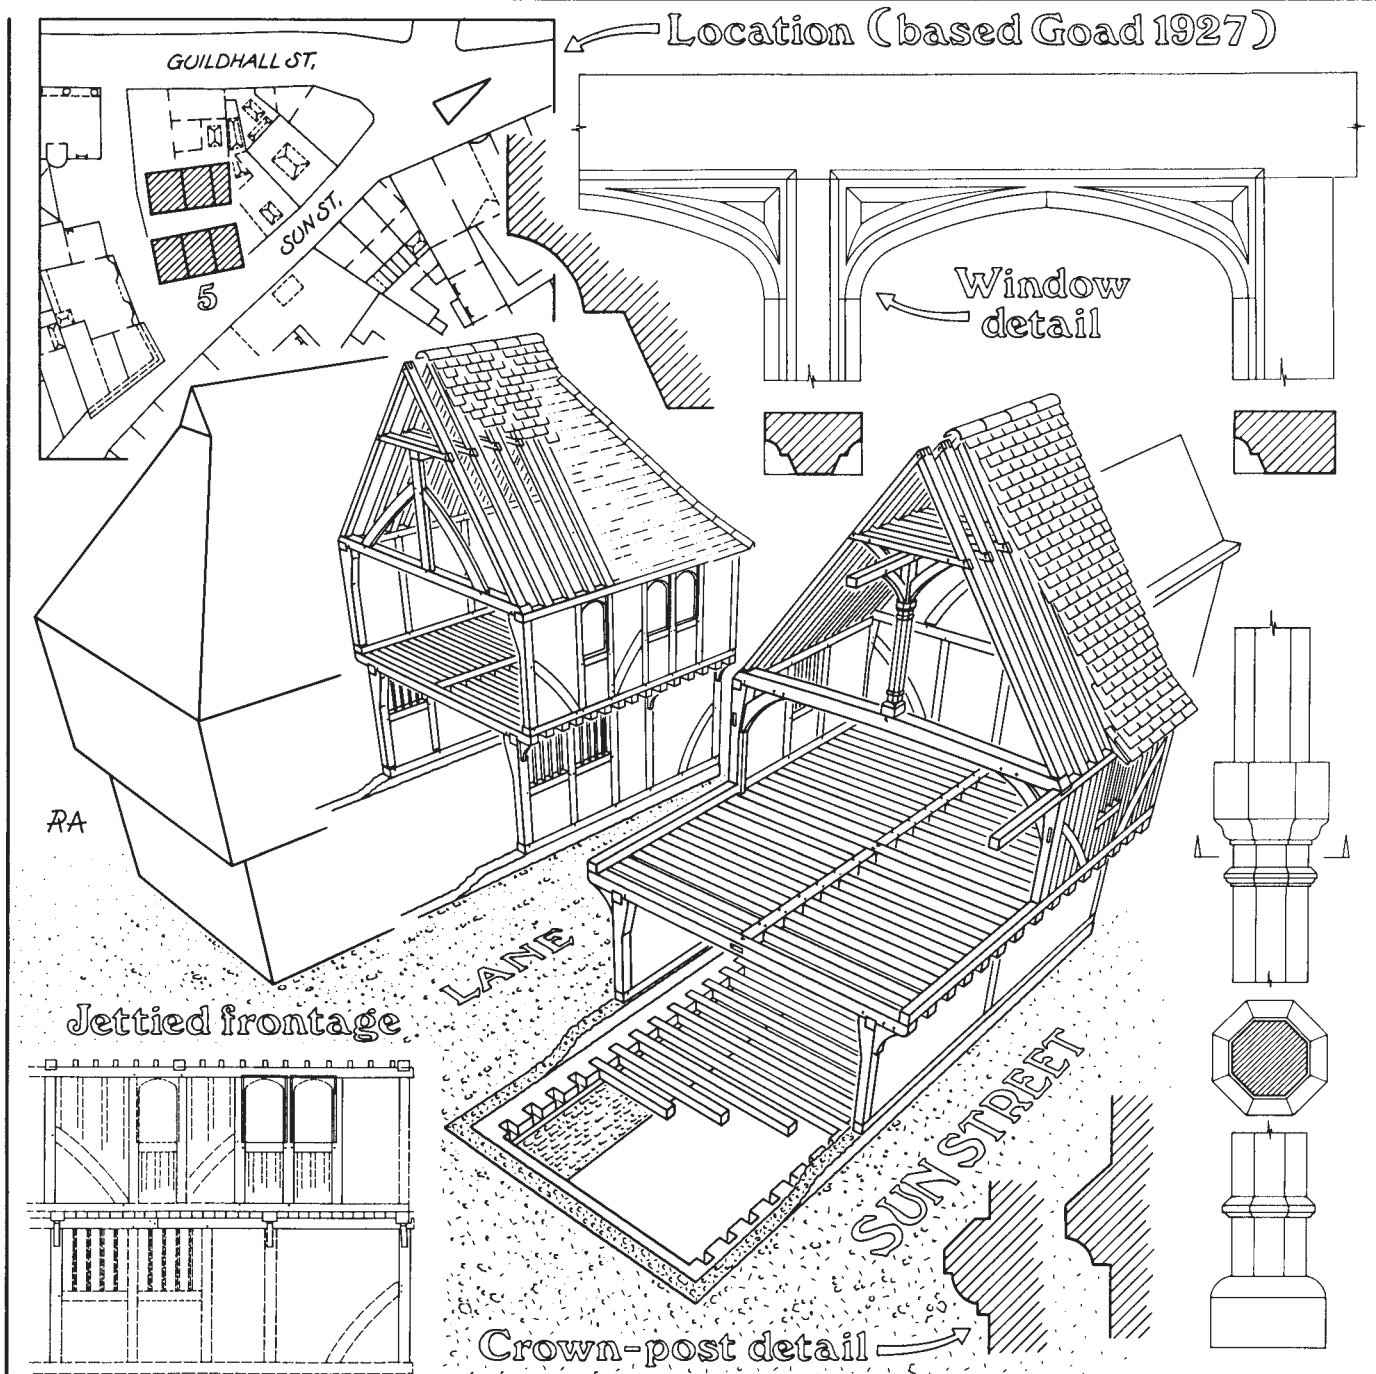 Location (based Goad 1927)
GUILDHALL ST,
SUN ST,
5
Window
detail
RA
LANE
Jettied frontage
SUN STREET
Crown-post detail